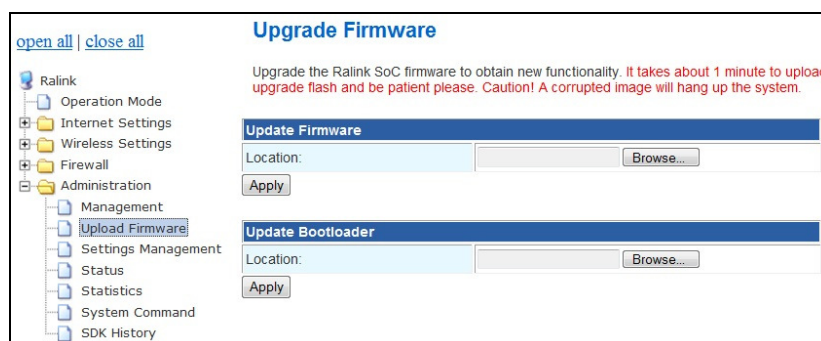 open all | close all
Ralink
Operation Mode
Internet Settings
Wireless Settings
Firewall
Administration
Management
Upload Firmware
Settings Management
Status
Statistics
System Command
SDK History
Upgrade Firmware
Upgrade the Ralink SoC firmware to obtain new functionality. It takes about 1 minute to upload
upgrade flash and be patient please. Caution! A corrupted image will hang up the system.
Update Firmware
Location: Browse...
Apply
Update Bootloader
Location: Browse...
Apply